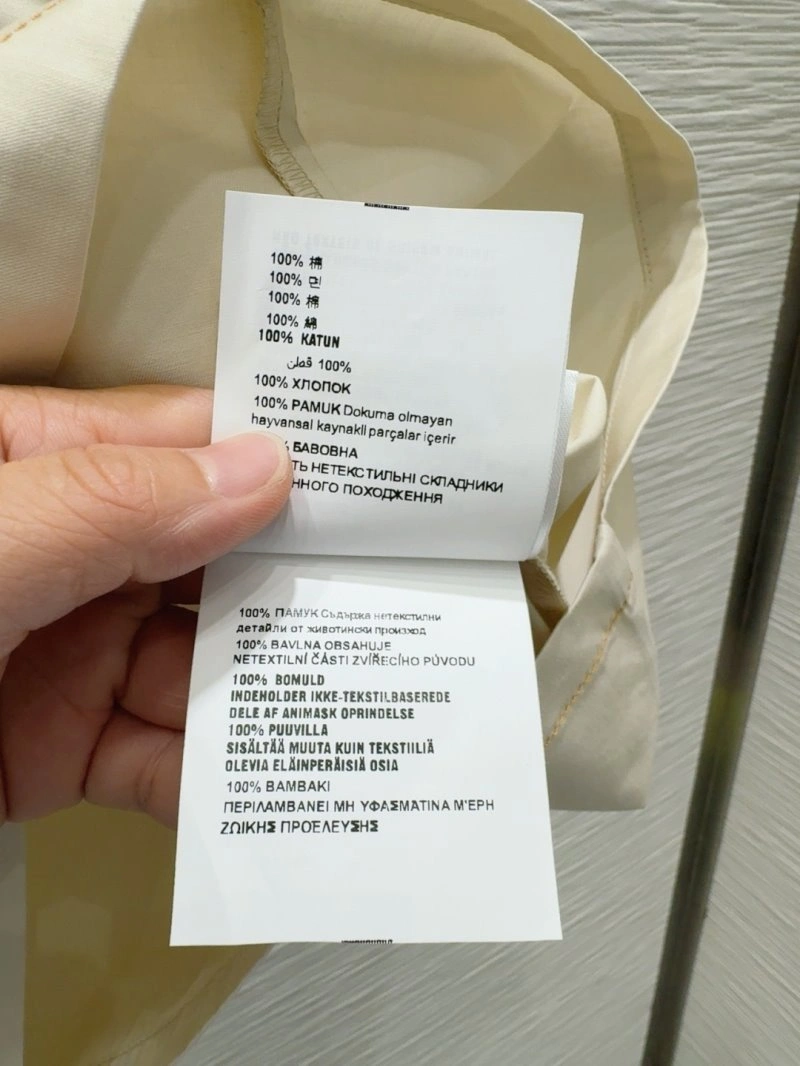 100% 棉
100% 면
100% 棉
100% 綿
100% KATUN
100% قطن
100% ХЛОПОК
100% PAMUK Dokuma olmayan
hayvansal kaynakli parçalar içerir
% БАВОВНА
ТЬ НЕТЕКСТИЛЬНІ СКЛАДНИКИ
ННОГО ПОХОДЖЕННЯ
100% ПАМУК Съдържа нетекстилни
детайли от животински произход
100% BAVLNA OBSAHUJE
NETEXTILNÍ ČÁSTI ZVÍŘECÍHO PŮVODU
100% BOMULD
INDEHOLDER IKKE-TEKSTILBASEREDE
DELE AF ANIMASK OPRINDELSE
100% PUUVILLA
SISÄLTÄÄ MUUTA KUIN TEKSTIILIÄ
OLEVIA ELÄINPERÄISIÄ OSIA
100% BAMBAKI
ΠΕΡΙΛΑΜΒΑΝΕΙ ΜΗ ΥΦΑΣΜΑΤΙΝΑ Μ'ΕΡΗ
ΖΩΙΚΗΣ ΠΡΟΕΛΕΥΣΗΣ